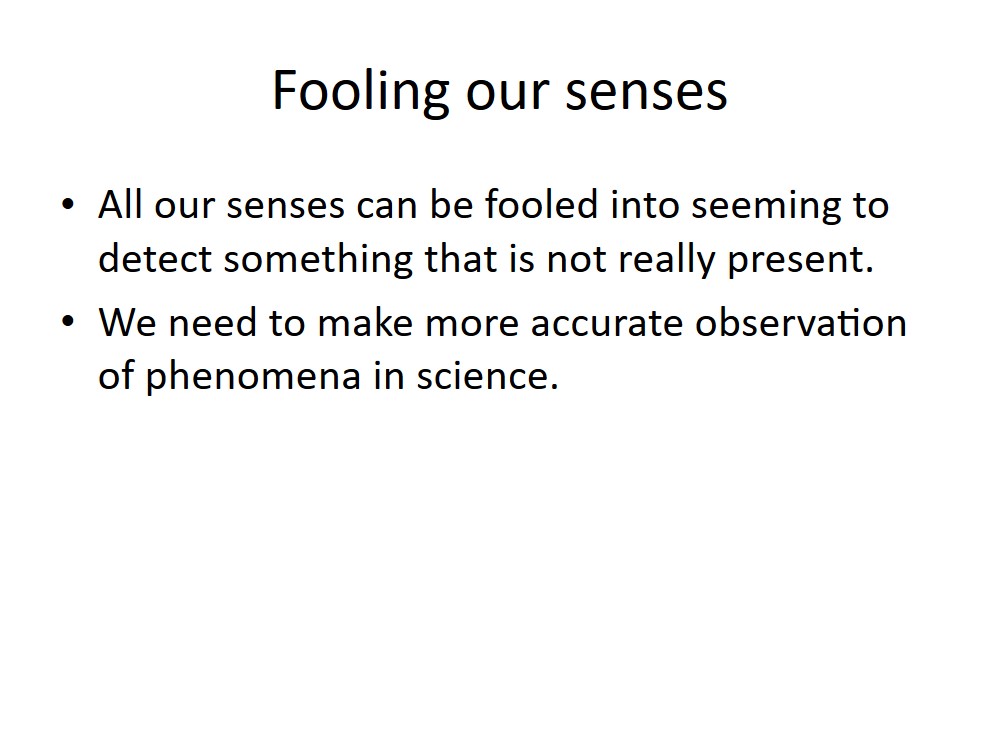 Fooling our senses
• All our senses can be fooled into seeming to
detect something that is not really present.
• We need to make more accurate observation
of phenomena in science.